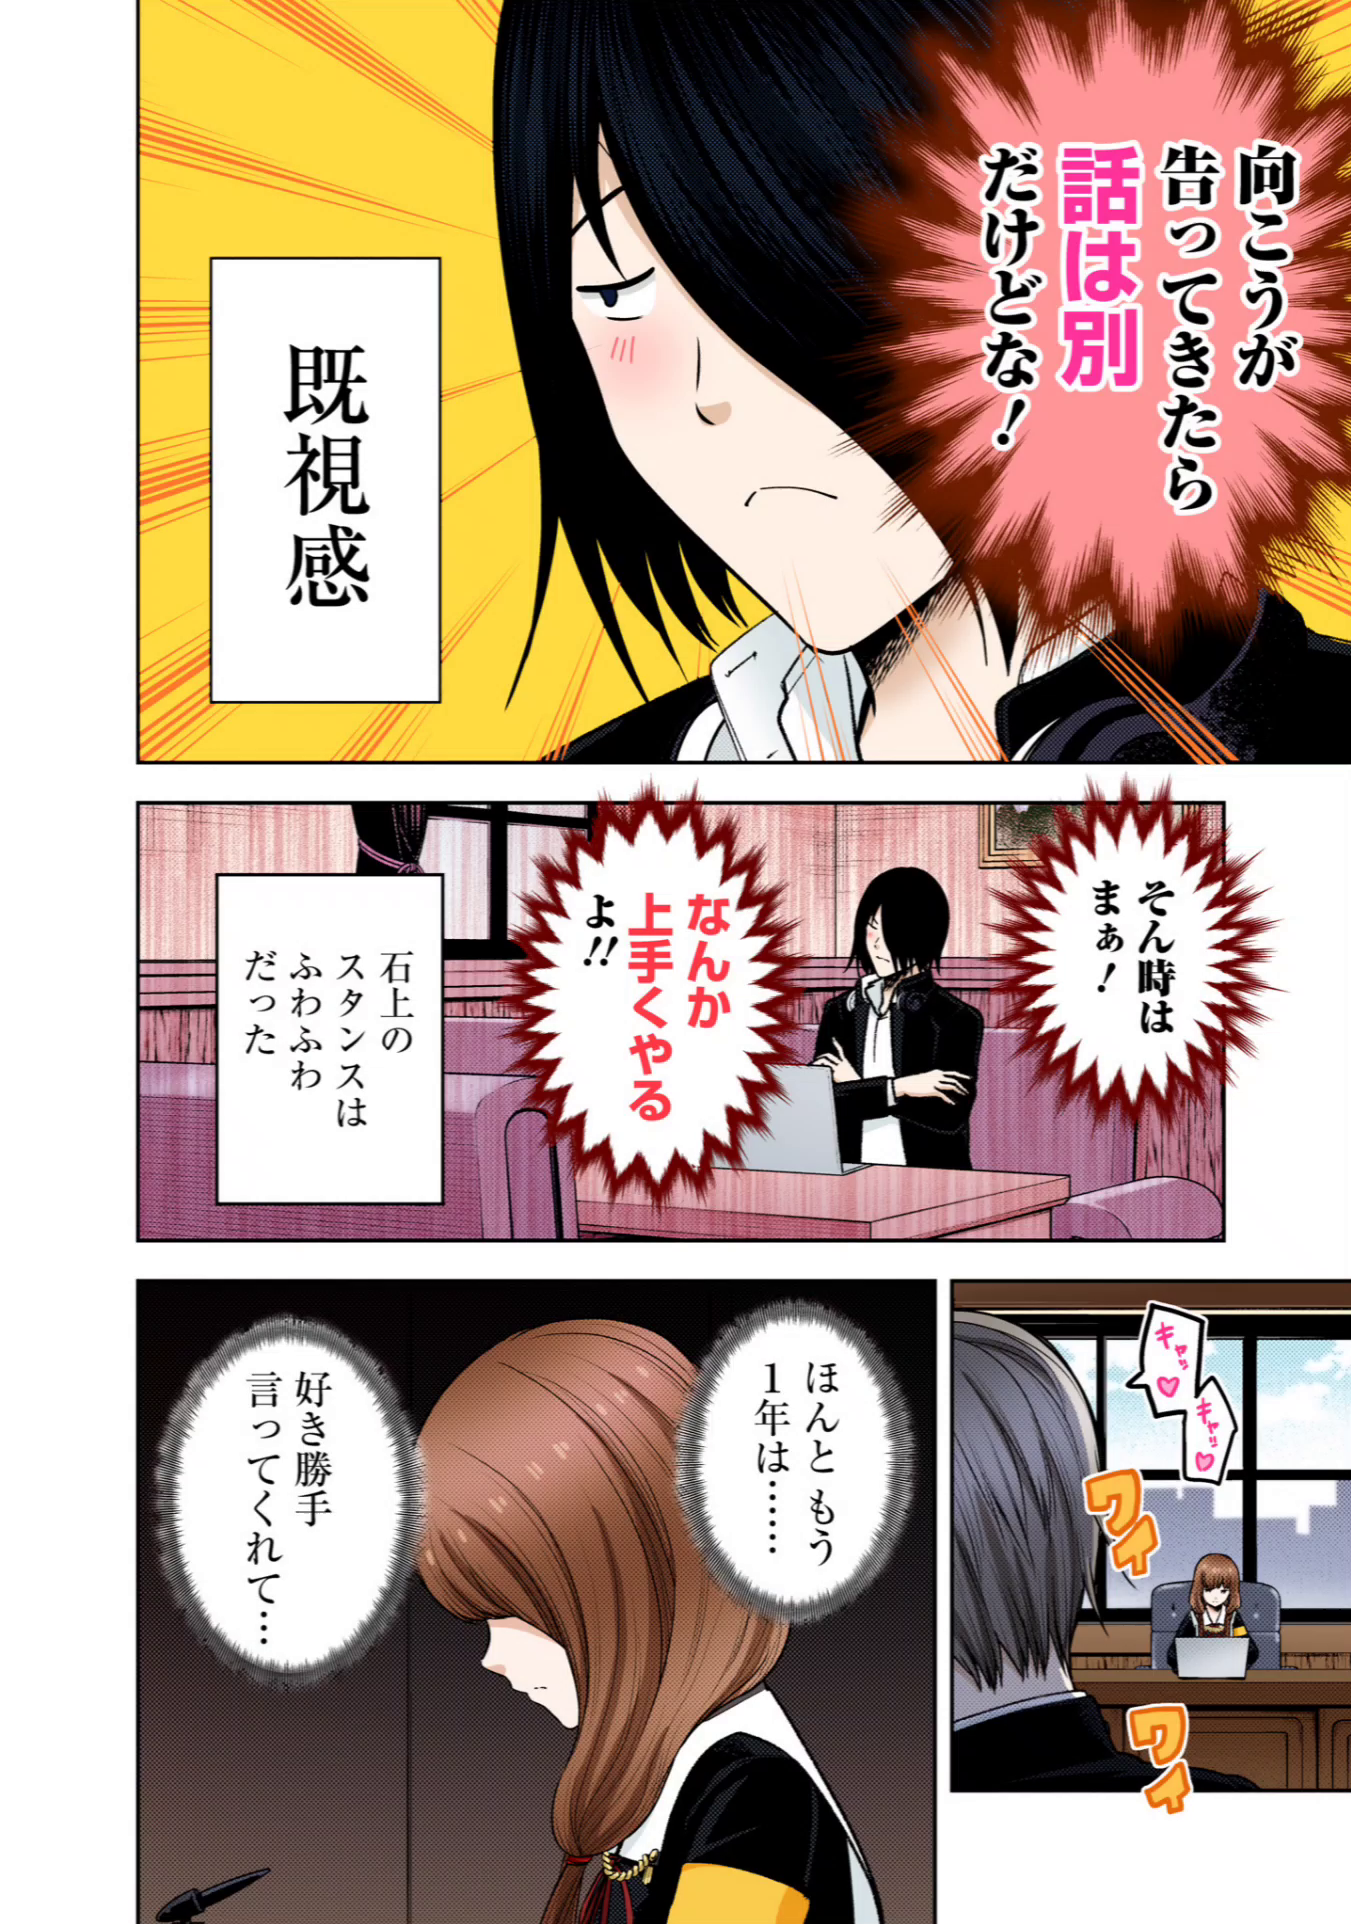 向こうが
告ってきたら
話は別
だけどな！
既視感
そん時は
まぁ！
なんか
上手くやる
よ!!
石上の
スタンスは
ふわふわ
だった
キャッ♡
キャッ♡
ワイ
ワイ
ほんともう
１年は……
好き勝手
言ってくれて…